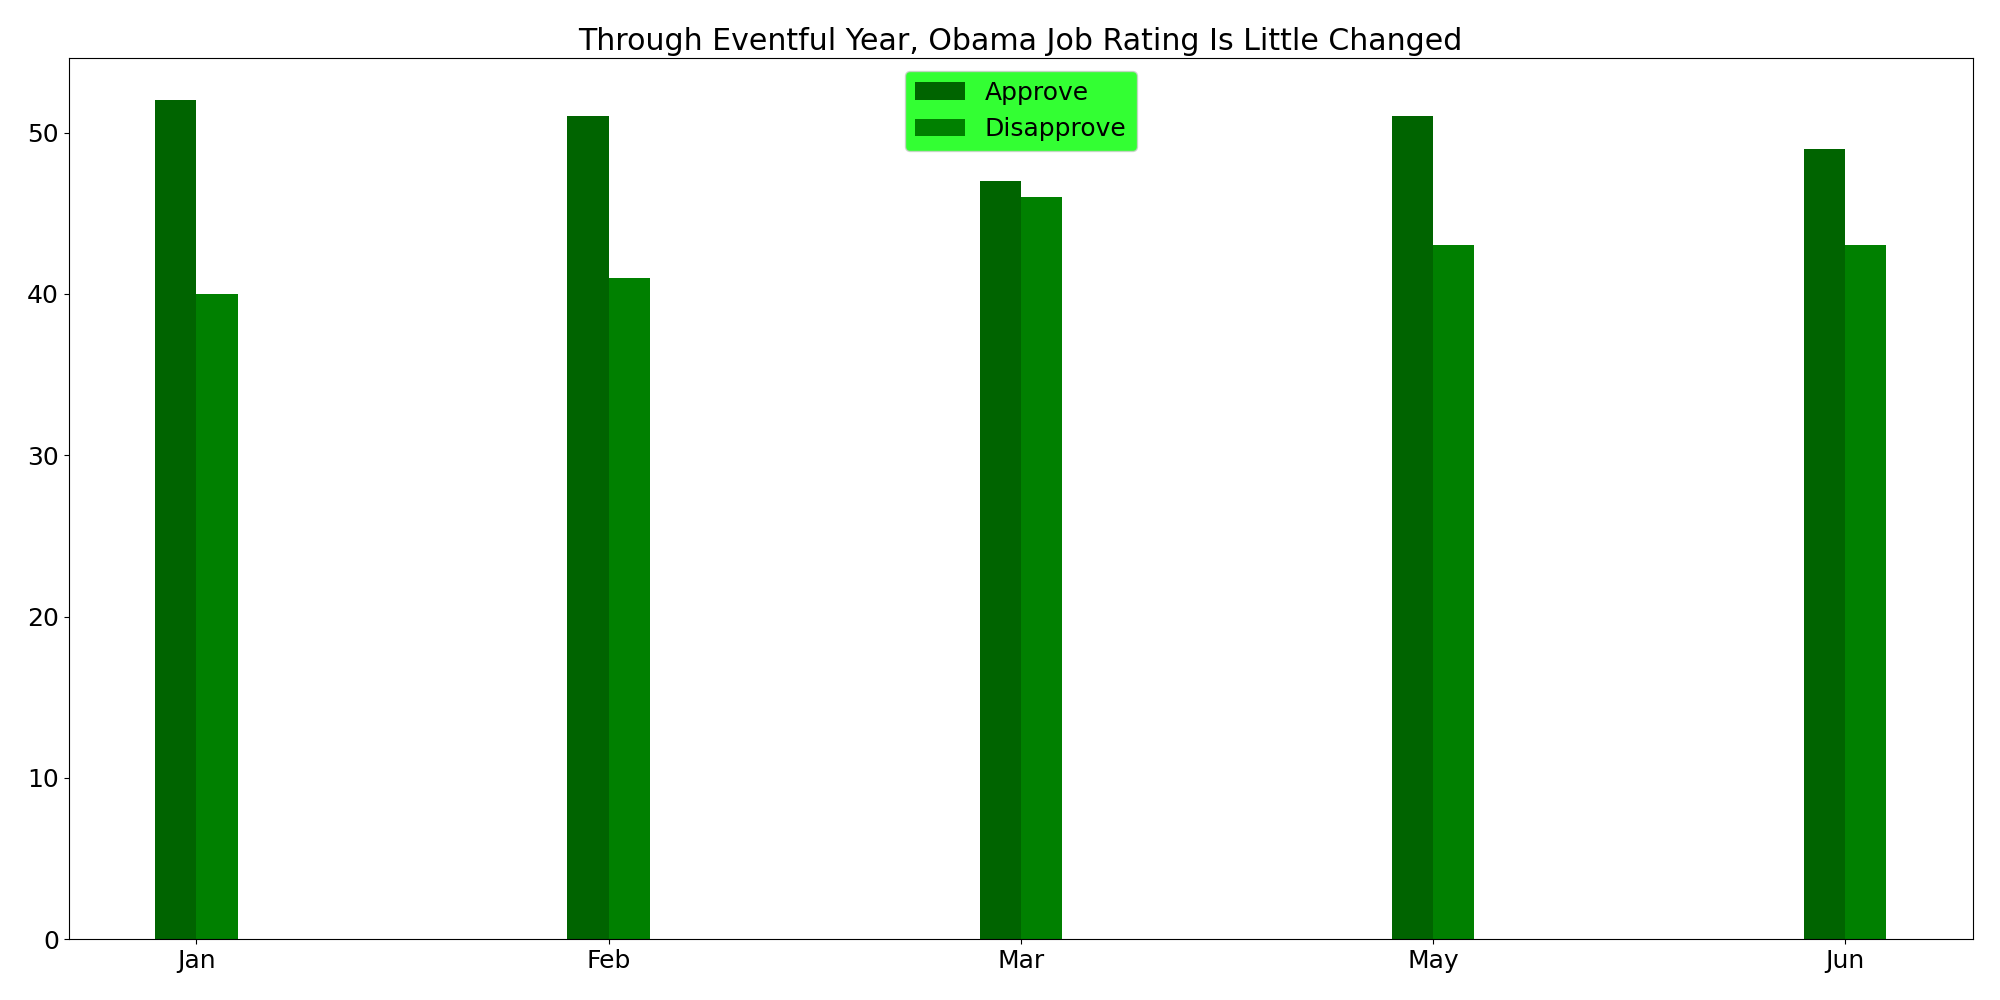 Through Eventful Year, Obama Job Rating Is Little Changed
Approve
Disapprove
50
40
30
20
10
0
Jan Feb Mar May Jun